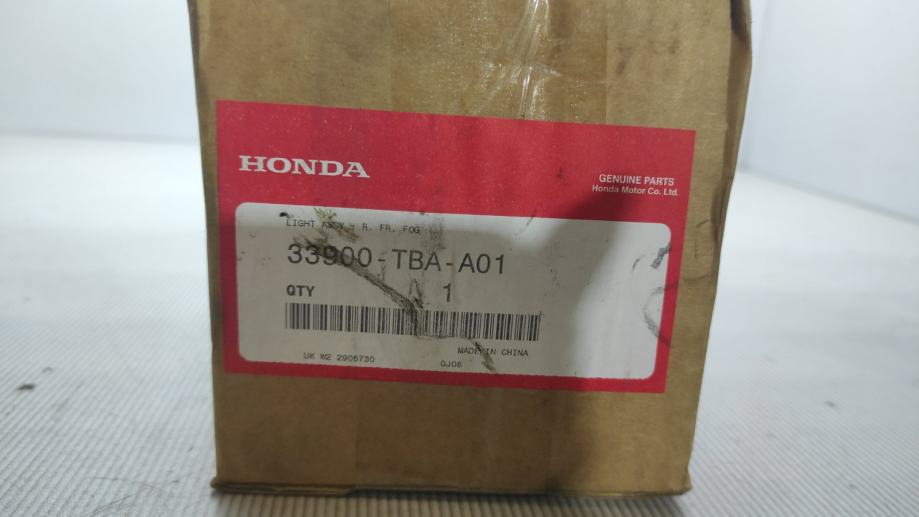 HONDA
GENUINE PARTS
Honda Motor Co. Ltd.
LIGHT ASSY - R. FR. FOG
33900-TBA-A01
QTY 1
MADE IN CHINA
UK W2 2906730